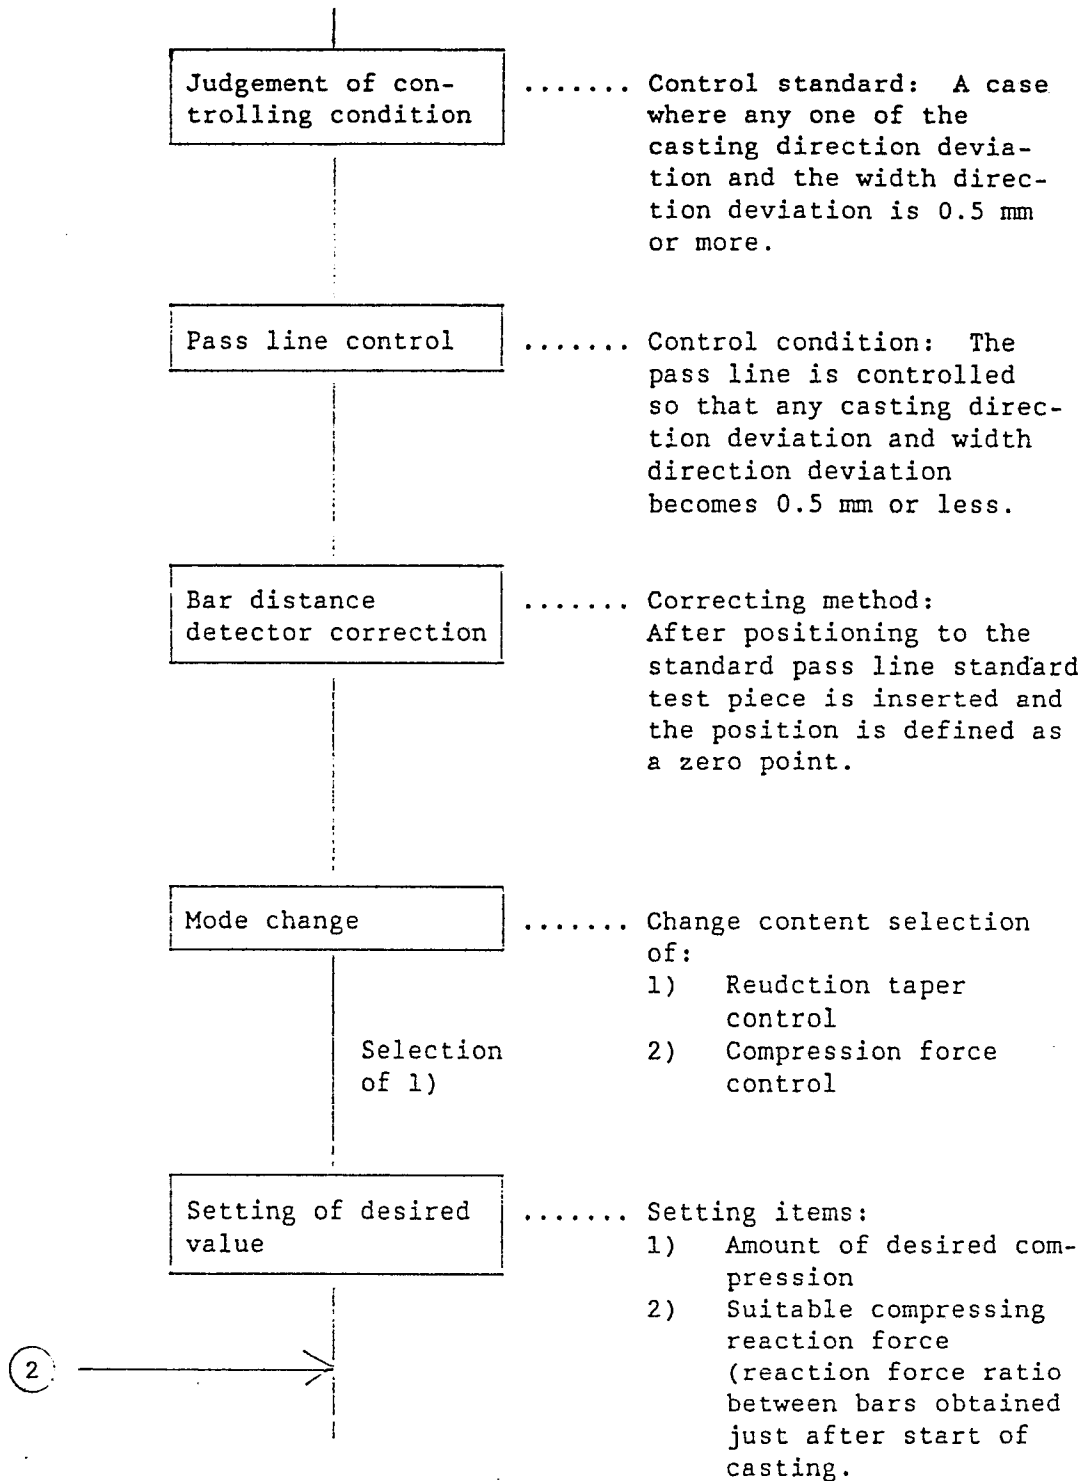 Judgement of con-
trolling condition
....... Control standard: A case
where any one of the
casting direction devia-
tion and the width direc-
tion deviation is 0.5 mm
or more.
Pass line control
....... Control condition: The
pass line is controlled
so that any casting direc-
tion deviation and width
direction deviation
becomes 0.5 mm or less.
Bar distance
detector correction
....... Correcting method:
After positioning to the
standard pass line standard
test piece is inserted and
the position is defined as
a zero point.
Mode change
....... Change content selection
of:
1) Reudction taper
control
2) Compression force
control
Selection
of 1)
Setting of desired
value
....... Setting items:
1) Amount of desired com-
pression
2) Suitable compressing
reaction force
(reaction force ratio
between bars obtained
just after start of
casting.
2